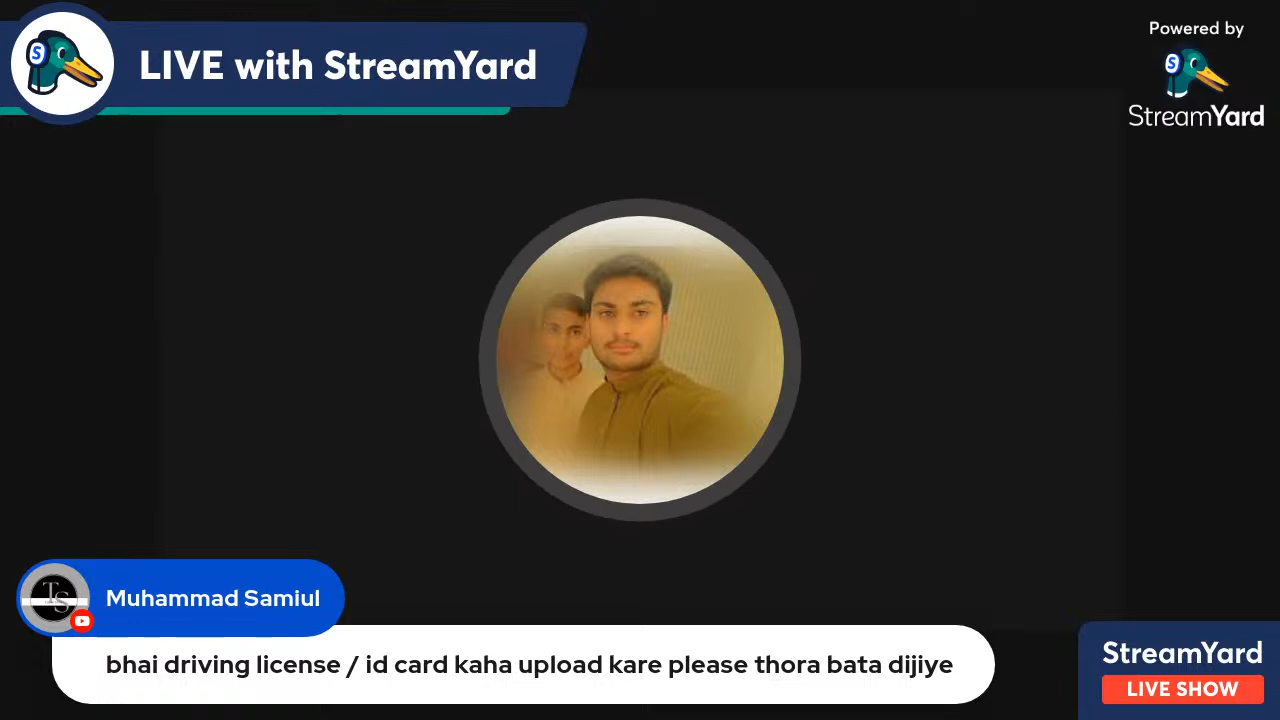 LIVE with StreamYard
Powered by
StreamYard
Muhammad Samiul
bhai driving license / id card kaha upload kare please thora bata dijiye
StreamYard
LIVE SHOW
S
S
TS